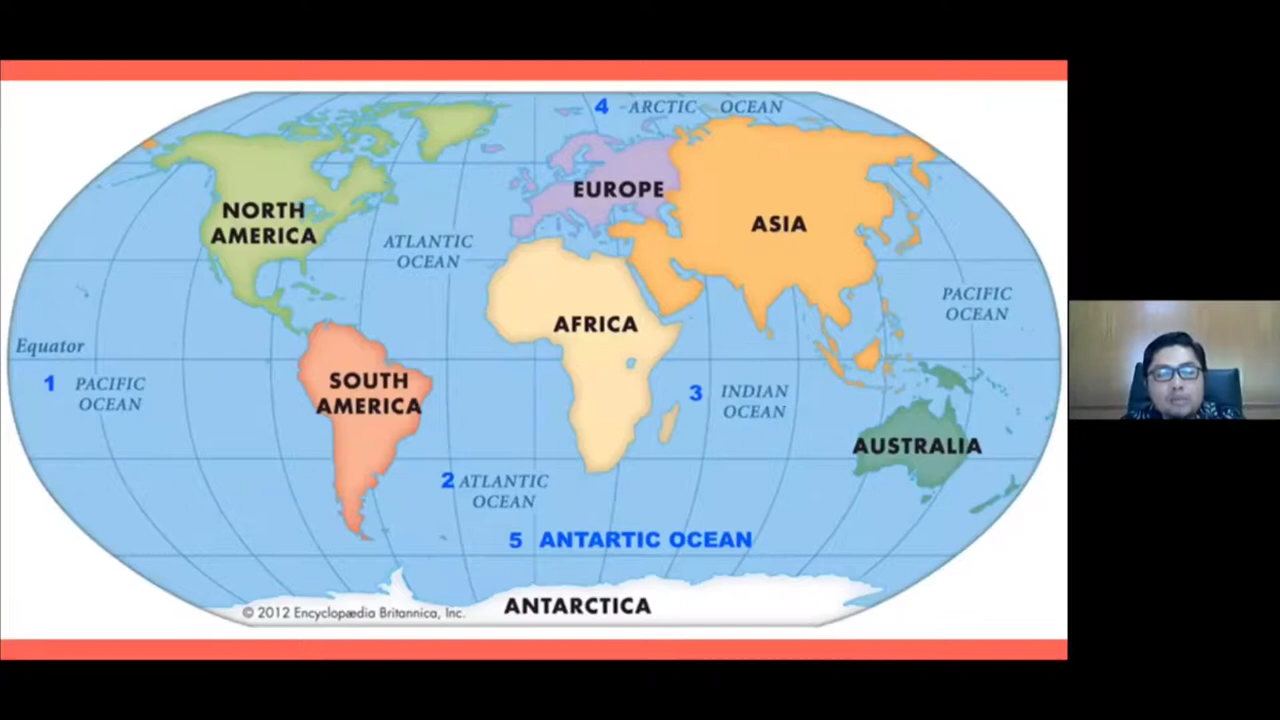 4 ARCTIC OCEAN
EUROPE
NORTH
AMERICA
ASIA
ATLANTIC
OCEAN
PACIFIC
OCEAN
AFRICA
Equator
1 PACIFIC
OCEAN
SOUTH
AMERICA
3 INDIAN
OCEAN
AUSTRALIA
2 ATLANTIC
OCEAN
5 ANTARTIC OCEAN
ANTARCTICA
© 2012 Encyclopædia Britannica, Inc.